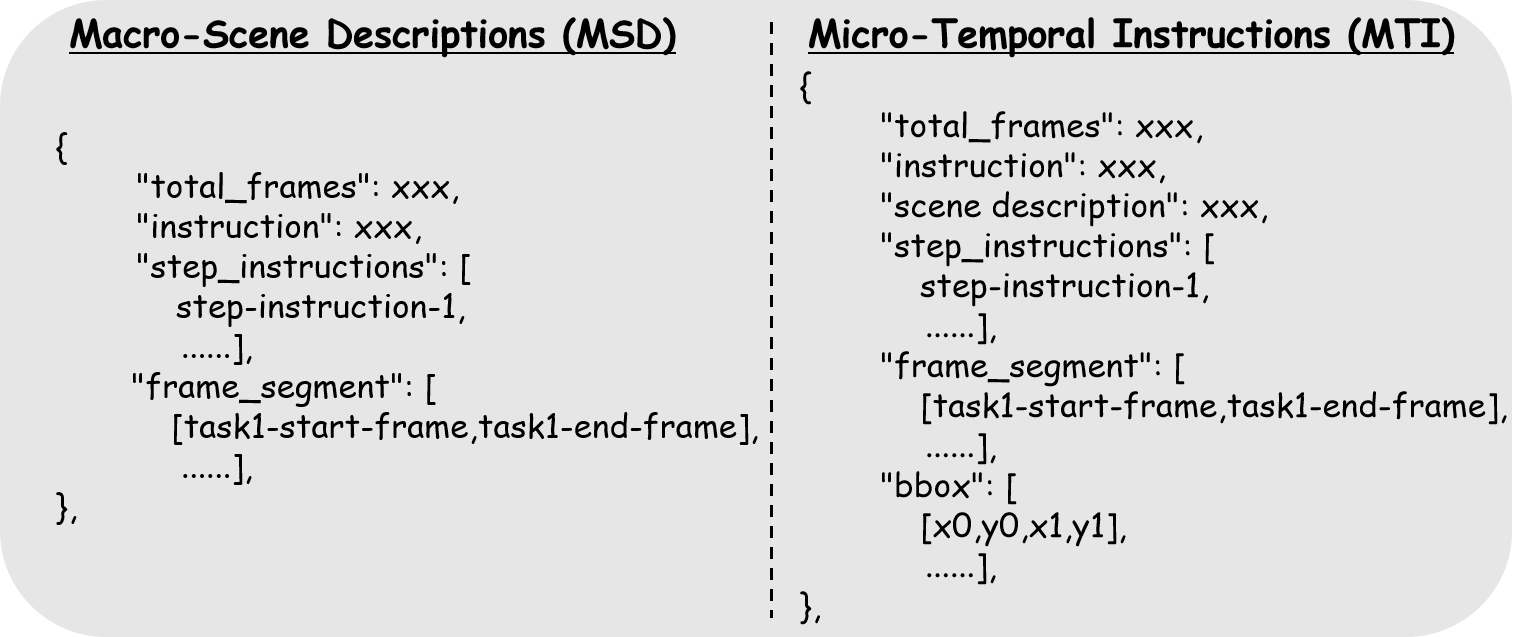 Macro-Scene Descriptions (MSD)
{
"total_frames": xxx,
"instruction": xxx,
"step_instructions": [
step-instruction-1,
......],
"frame_segment": [
[task1-start-frame,task1-end-frame],
......],
},
Micro-Temporal Instructions (MTI)
{
"total_frames": xxx,
"instruction": xxx,
"scene description": xxx,
"step_instructions": [
step-instruction-1,
......],
"frame_segment": [
[task1-start-frame,task1-end-frame],
......],
"bbox": [
[x0,y0,x1,y1],
......],
},